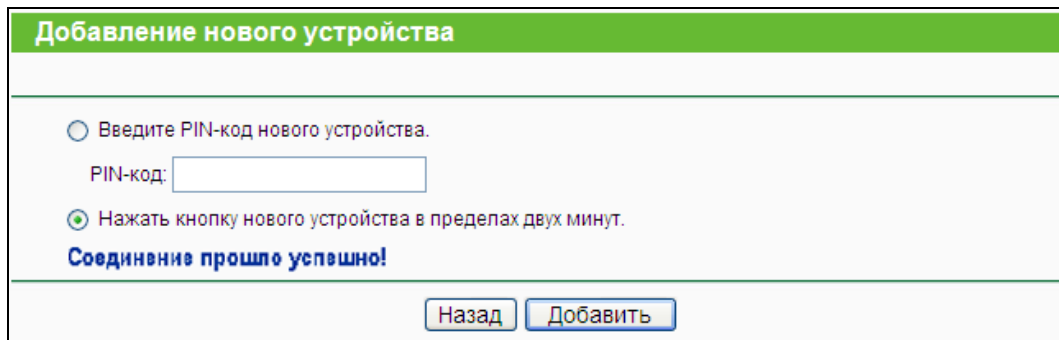 Добавление нового устройства
Введите PIN-код нового устройства.
PIN-код:
Нажать кнопку нового устройства в пределах двух минут.
Соединение прошло успешно!
Назад Добавить